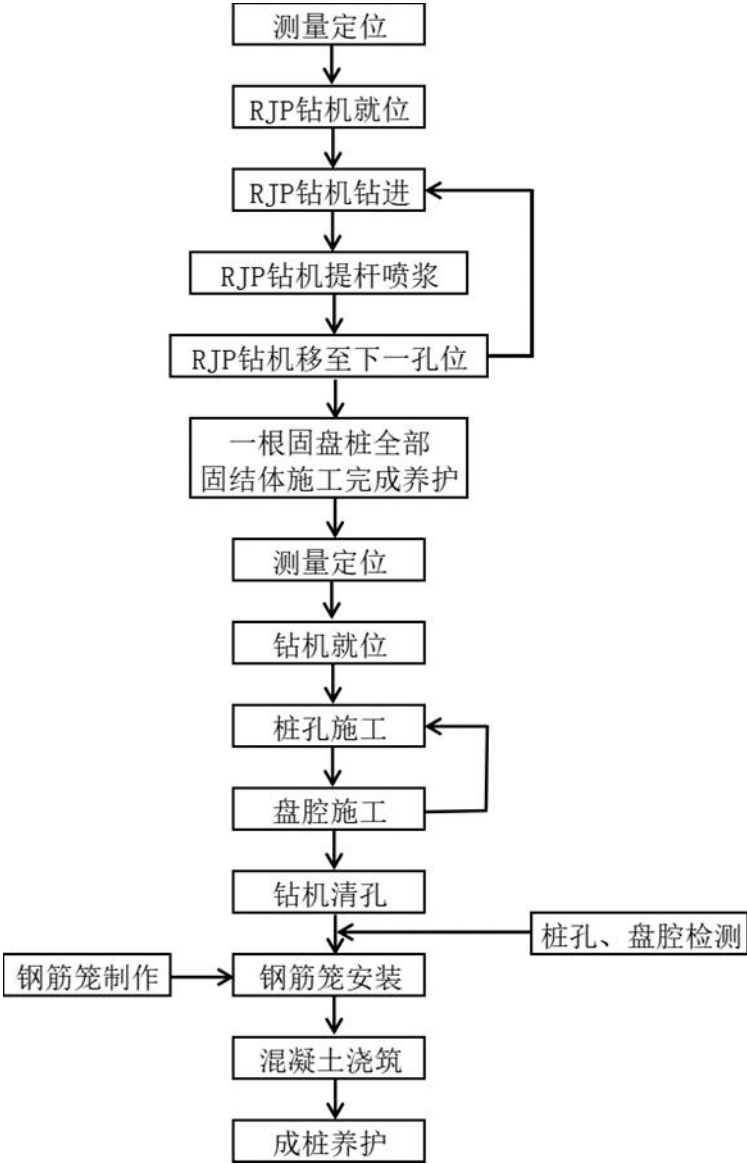 测量定位
RJP钻机就位
RJP钻机钻进
RJP钻机提杆喷浆
RJP钻机移至下一孔位
一根固盘桩全部
固结体施工完成养护
测量定位
钻机就位
桩孔施工
盘腔施工
钻机清孔
桩孔、盘腔检测
钢筋笼制作
钢筋笼安装
混凝土浇筑
成桩养护